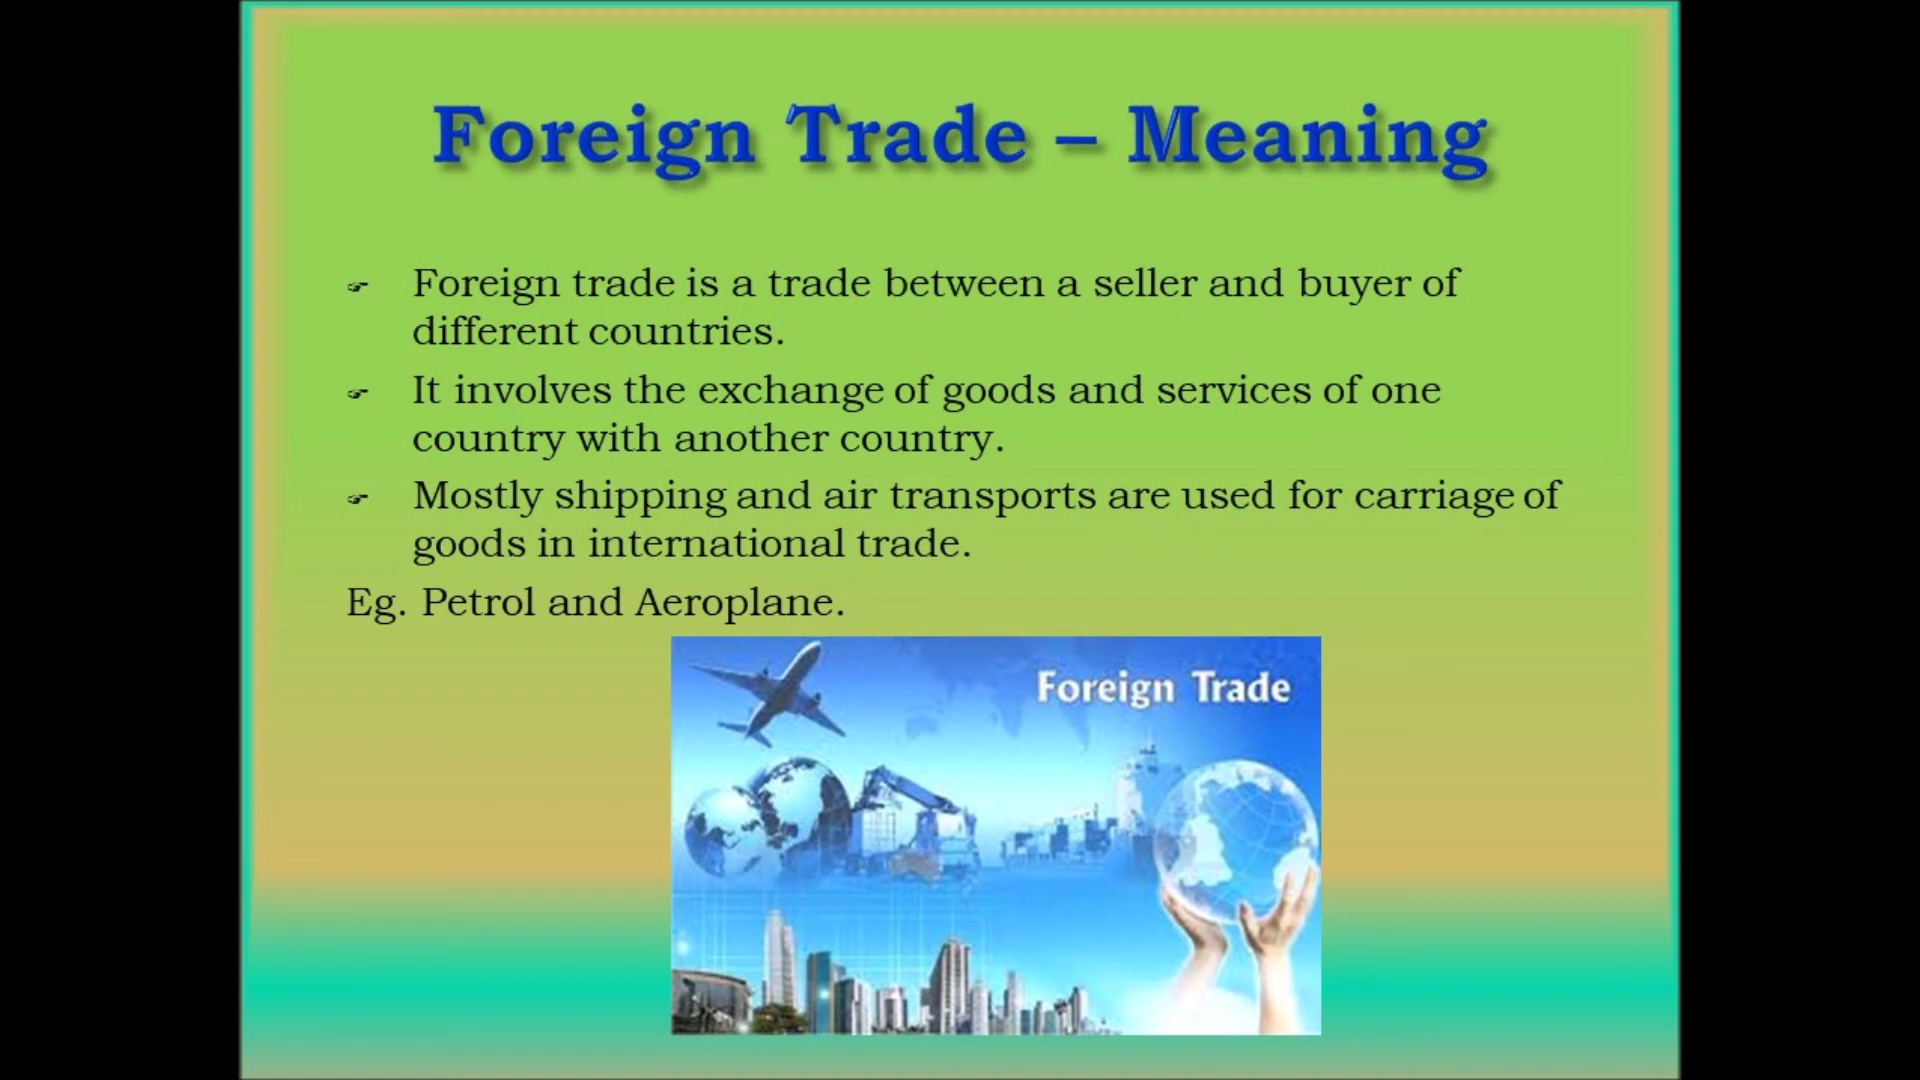 Foreign Trade – Meaning
☞ Foreign trade is a trade between a seller and buyer of
different countries.
☞ It involves the exchange of goods and services of one
country with another country.
☞ Mostly shipping and air transports are used for carriage of
goods in international trade.
Eg. Petrol and Aeroplane.
Foreign Trade